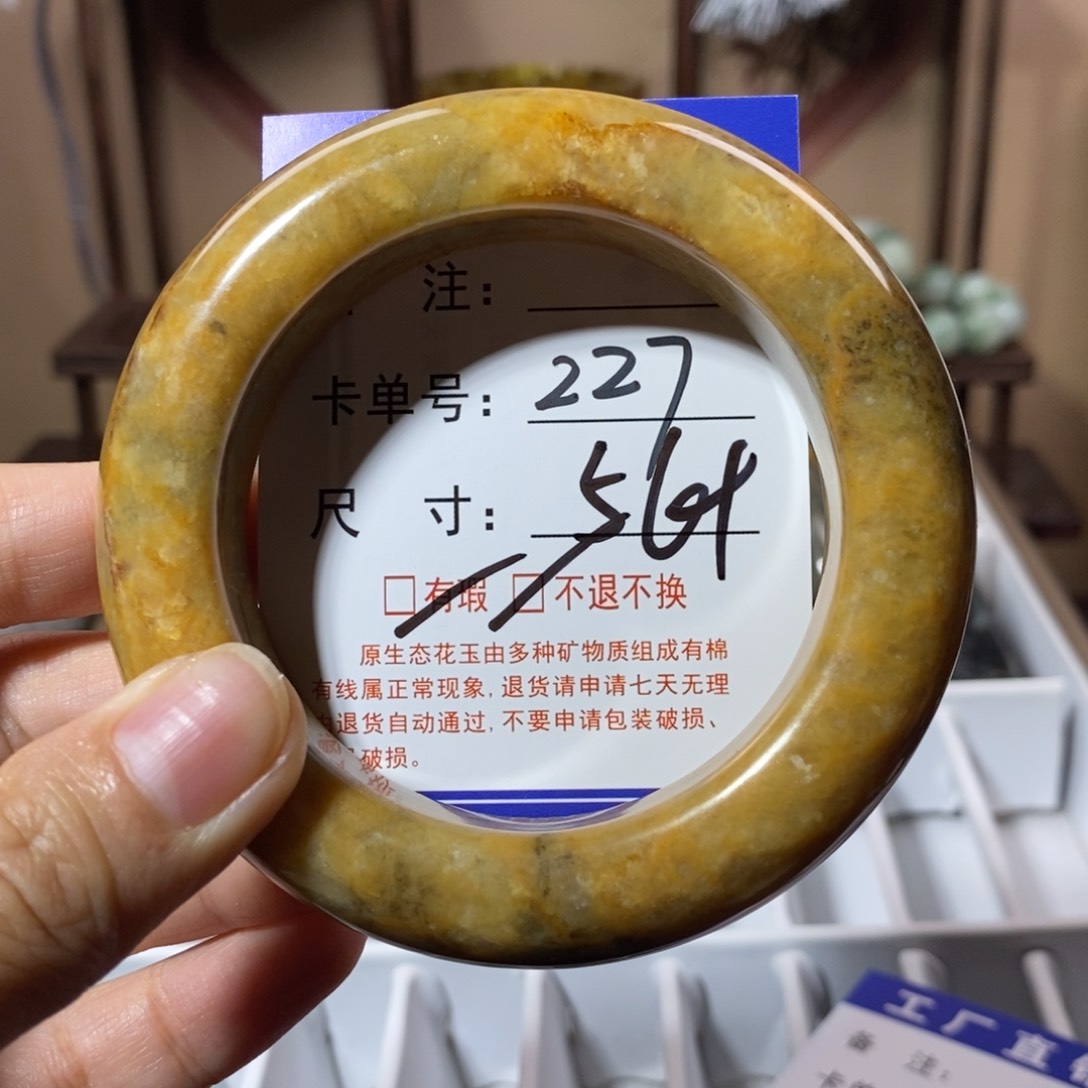 注：
卡单号：227
尺 寸：564
□有瑕 □不退不换
原生态花玉由多种矿物质组成有棉
有线属正常现象，退货请申请七天无理
由退货自动通过，不要申请包装破损、
破损。
工厂直
备 注：